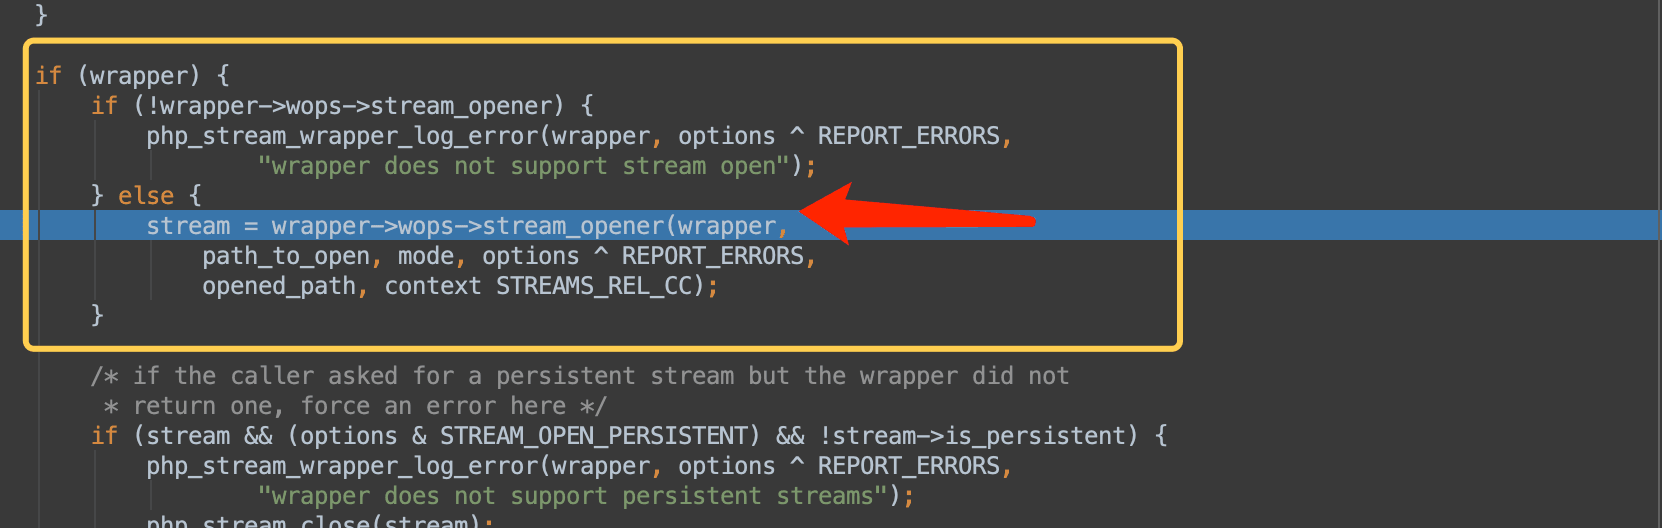 }
if (wrapper) {
if (!wrapper->wops->stream_opener) {
php_stream_wrapper_log_error(wrapper, options ^ REPORT_ERRORS,
"wrapper does not support stream open");
} else {
stream = wrapper->wops->stream_opener(wrapper,
path_to_open, mode, options ^ REPORT_ERRORS,
opened_path, context STREAMS_REL_CC);
}
/* if the caller asked for a persistent stream but the wrapper did not
* return one, force an error here */
if (stream && (options & STREAM_OPEN_PERSISTENT) && !stream->is_persistent) {
php_stream_wrapper_log_error(wrapper, options ^ REPORT_ERRORS,
"wrapper does not support persistent streams");
php_stream_close(stream);